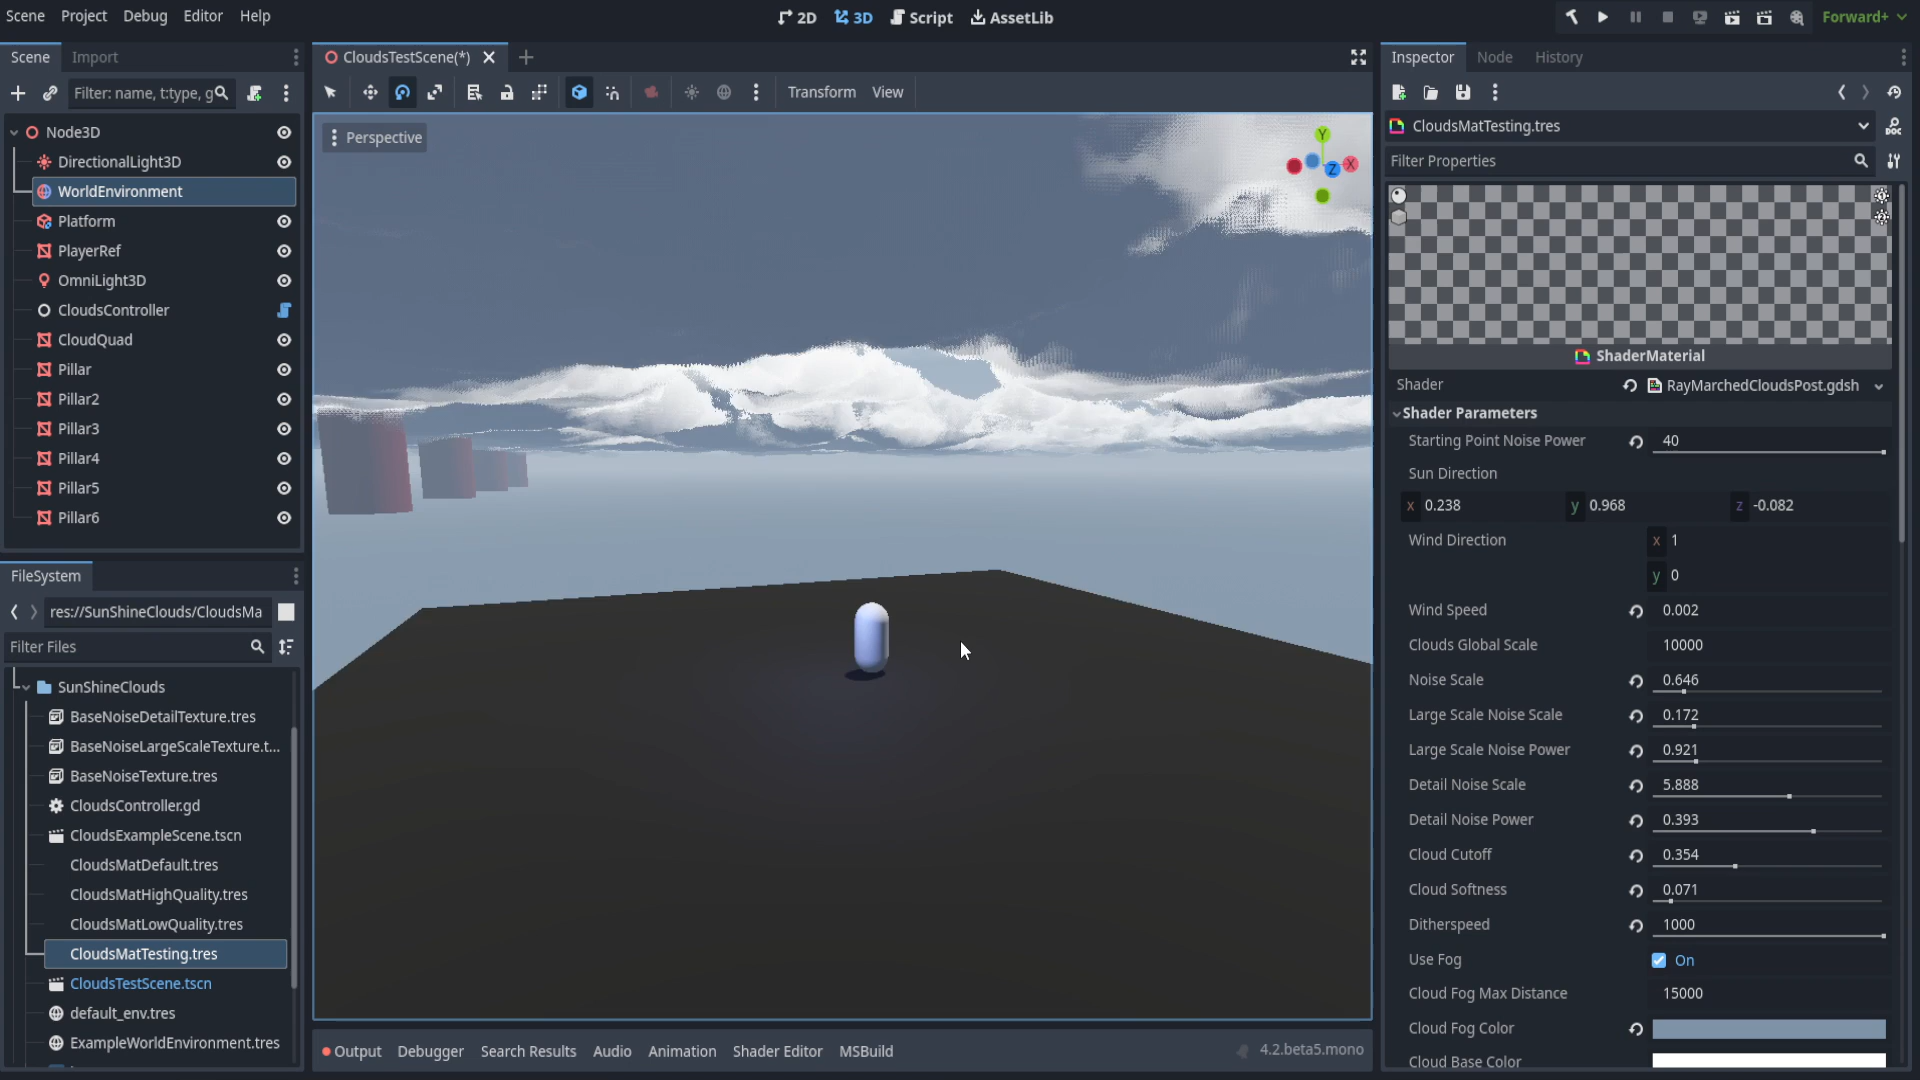 Scene Project Debug Editor Help
2D 3D Script AssetLib
Forward+
Scene Import
Filter: name, t:type, g
Node3D
DirectionalLight3D
WorldEnvironment
Platform
PlayerRef
OmniLight3D
CloudsController
CloudQuad
Pillar
Pillar2
Pillar3
Pillar4
Pillar5
Pillar6
FileSystem
res://SunShineClouds/CloudsMa
Filter Files
SunShineClouds
BaseNoiseDetailTexture.tres
BaseNoiseLargeScaleTexture.t...
BaseNoiseTexture.tres
CloudsController.gd
CloudsExampleScene.tscn
CloudsMatDefault.tres
CloudsMatHighQuality.tres
CloudsMatLowQuality.tres
CloudsMatTesting.tres
CloudsTestScene.tscn
default_env.tres
ExampleWorldEnvironment.tres
CloudsTestScene(*)
Transform View
Perspective
Y
X
Z
Output Debugger Search Results Audio Animation Shader Editor MSBuild
4.2.beta5.mono
Inspector Node History
CloudsMatTesting.tres
DOC
Filter Properties
ShaderMaterial
Shader RayMarchedCloudsPost.gdsh
Shader Parameters
Starting Point Noise Power 40
Sun Direction
x 0.238 y 0.968 z -0.082
Wind Direction x 1
y 0
Wind Speed 0.002
Clouds Global Scale 10000
Noise Scale 0.646
Large Scale Noise Scale 0.172
Large Scale Noise Power 0.921
Detail Noise Scale 5.888
Detail Noise Power 0.393
Cloud Cutoff 0.354
Cloud Softness 0.071
Ditherspeed 1000
Use Fog On
Cloud Fog Max Distance 15000
Cloud Fog Color
Cloud Base Color